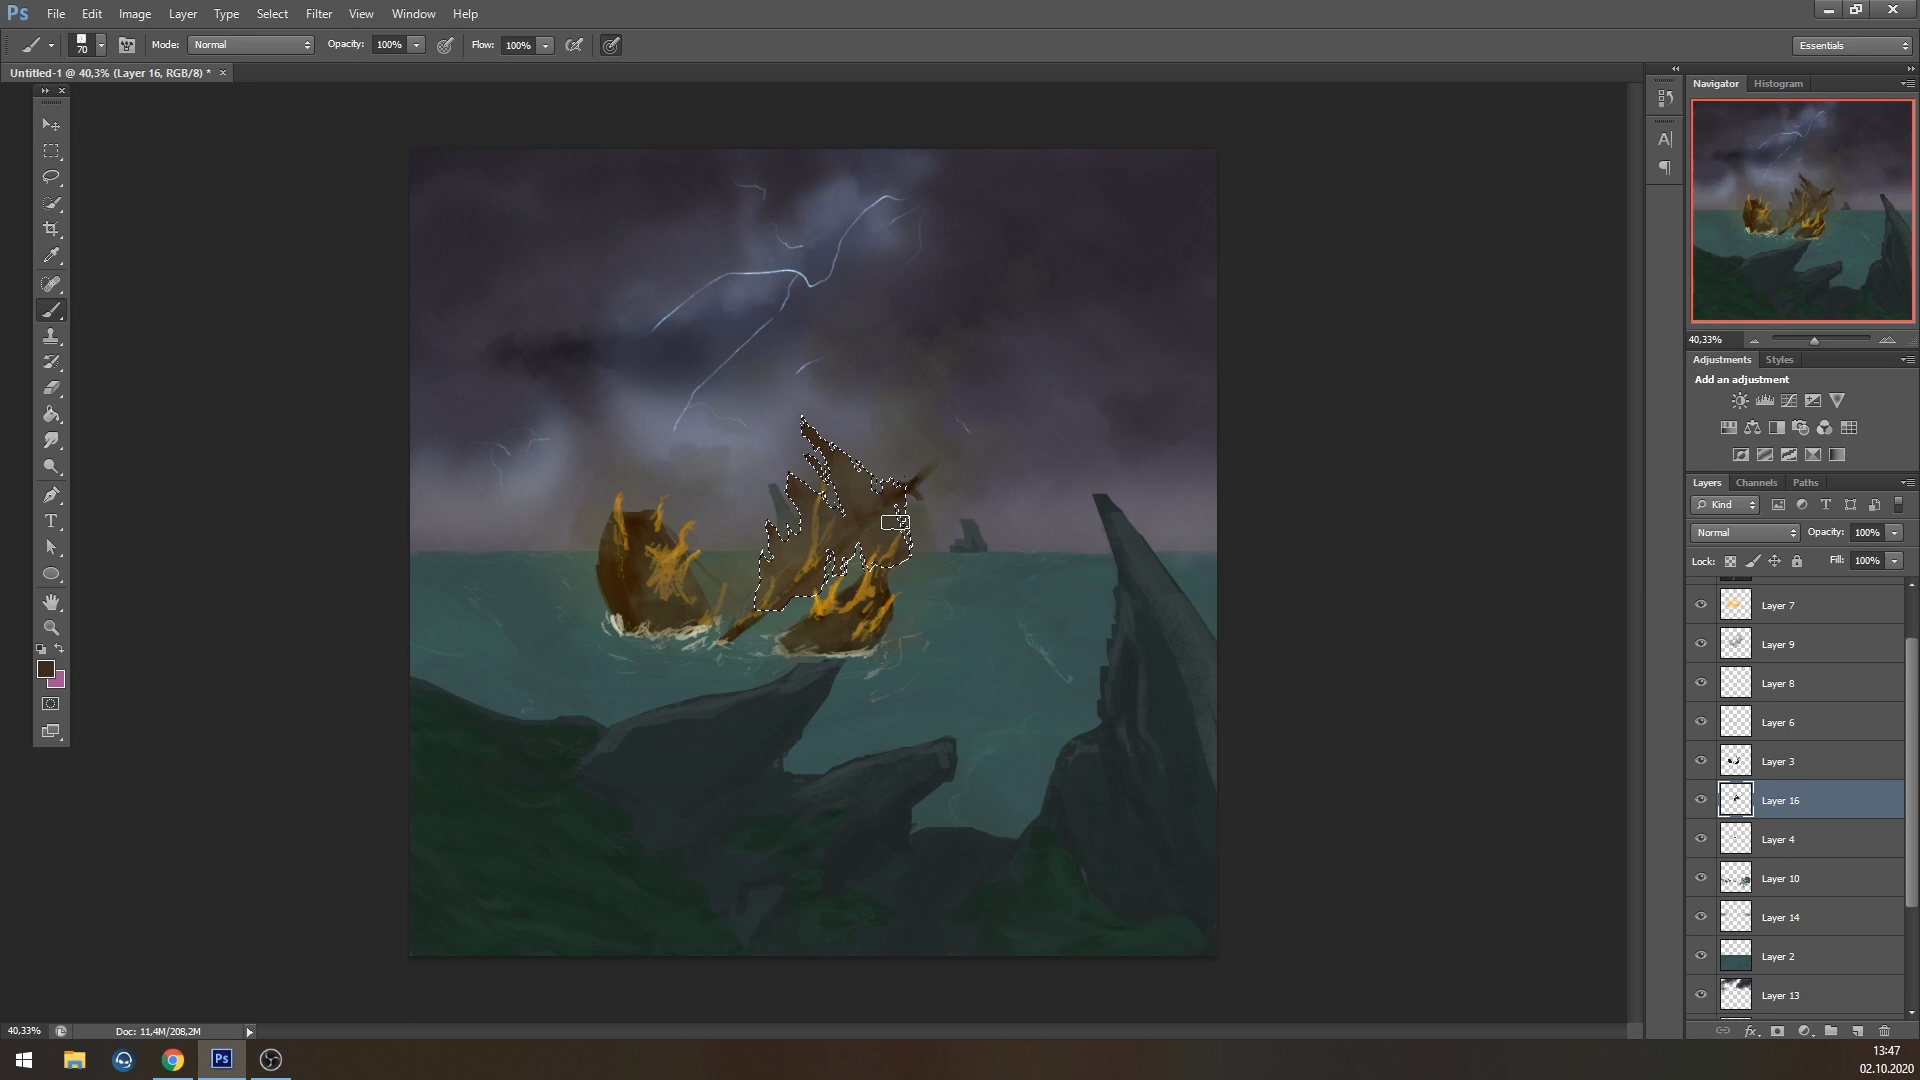 Ps File Edit Image Layer Type Select Filter View Window Help
70 Mode: Normal Opacity: 100% Flow: 100% Essentials
Untitled-1 @ 40,3% (Layer 16, RGB/8) * ×
Navigator Histogram
40,33%
Adjustments Styles
Add an adjustment
Layers Channels Paths
Kind
Normal Opacity: 100%
Lock: Fill: 100%
Layer 7
Layer 9
Layer 8
Layer 6
Layer 3
Layer 16
Layer 4
Layer 10
Layer 14
Layer 2
Layer 13
40,33% Doc: 11,4M/208,2M
fx
Ps
13:47
02.10.2020